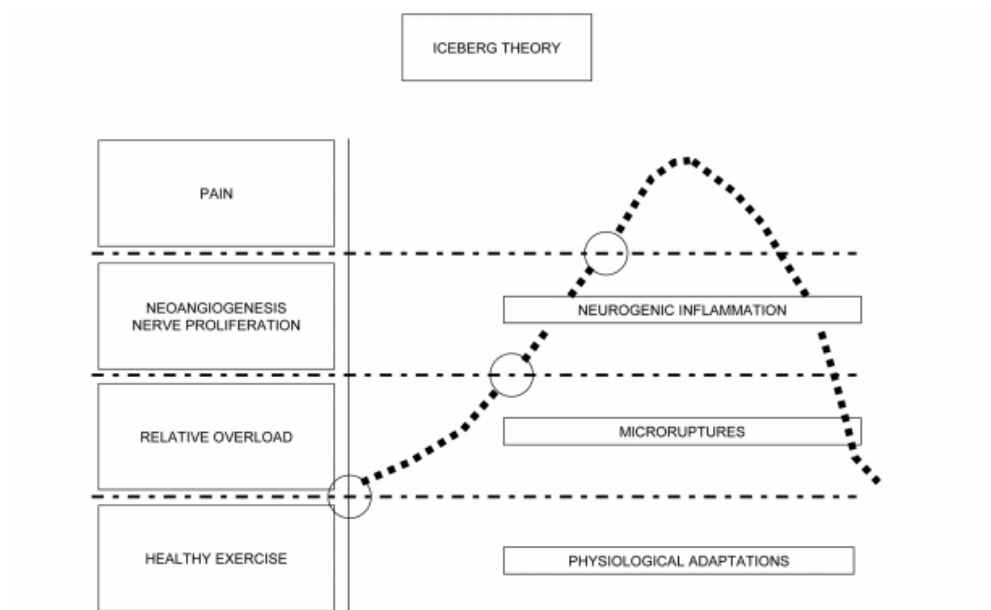 ICEBERG THEORY
PAIN
NEOANGIOGENESIS
NERVE PROLIFERATION
NEUROGENIC INFLAMMATION
RELATIVE OVERLOAD
MICRORUPTURES
HEALTHY EXERCISE
PHYSIOLOGICAL ADAPTATIONS